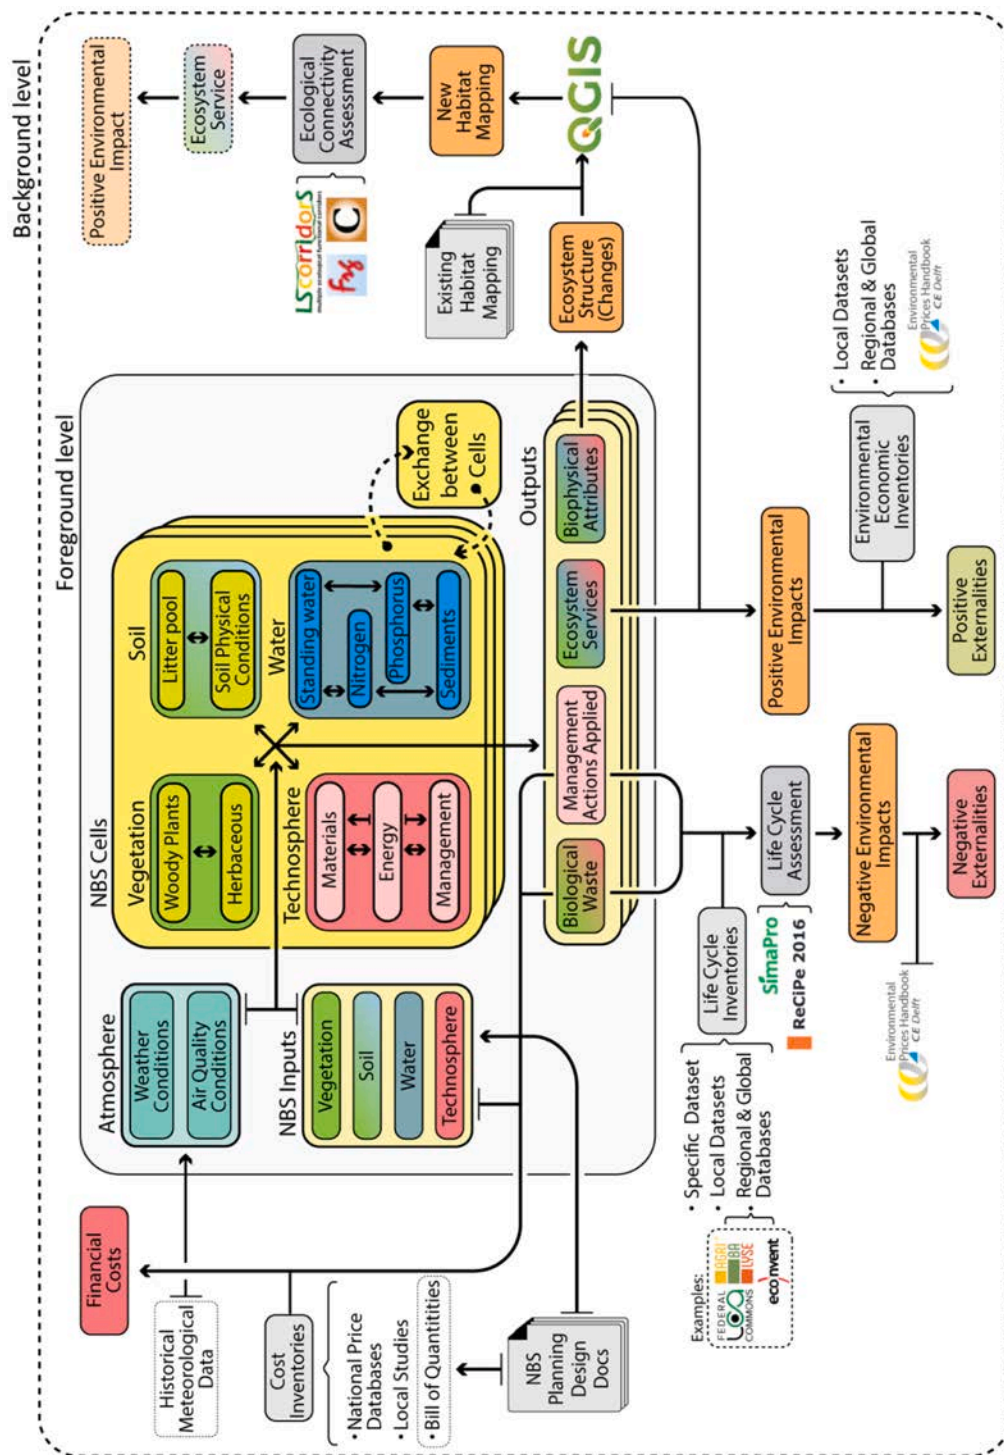 Background level
Foreground level
Financial
Costs
Historical
Meteorological
Data
Cost
Inventories
• National Price
Databases
• Local Studies
• Bill of Quantitities
NBS
Planning
Design
Docs
Atmosphere
Weather
Conditions
Air Quality
Conditions
NBS Inputs
Vegetation
Soil
Water
Technosphere
NBS Cells
Vegetation
Woody Plants
Herbaceous
Soil
Litter pool
Soil Physical
Conditions
Technosphere
Materials
Energy
Management
Water
Standing water
Nitrogen
Phosphorus
Sediments
Exchange
between
Cells
Outputs
Biological
Waste
Management
Actions Applied
Ecosystem
Services
Biophysical
Attributes
Positive Environmental
Impact
Ecosystem
Service
Ecological
Connectivity
Assessment
LScorridorS
multiple ecological functional corridors
frg
C
New
Habitat
Mapping
QGIS
Existing
Habitat
Mapping
Ecosystem
Structure
(Changes)
Examples:
FEDERAL
LCA
COMMONS
AGRI
BA
LYSE
ecoinvent
• Specific Dataset
• Local Datasets
• Regional & Global
Databases
Life Cycle
Inventories
SimaPro
ReCiPe 2016
Life Cycle
Assessment
Negative Environmental
Impacts
Environmental
Prices Handbook
CE Delft
Negative
Externalities
Positive Environmental
Impacts
Environmental
Economic
Inventories
• Local Datasets
• Regional & Global
Databases
Environmental
Prices Handbook
CE Delft
Positive
Externalities